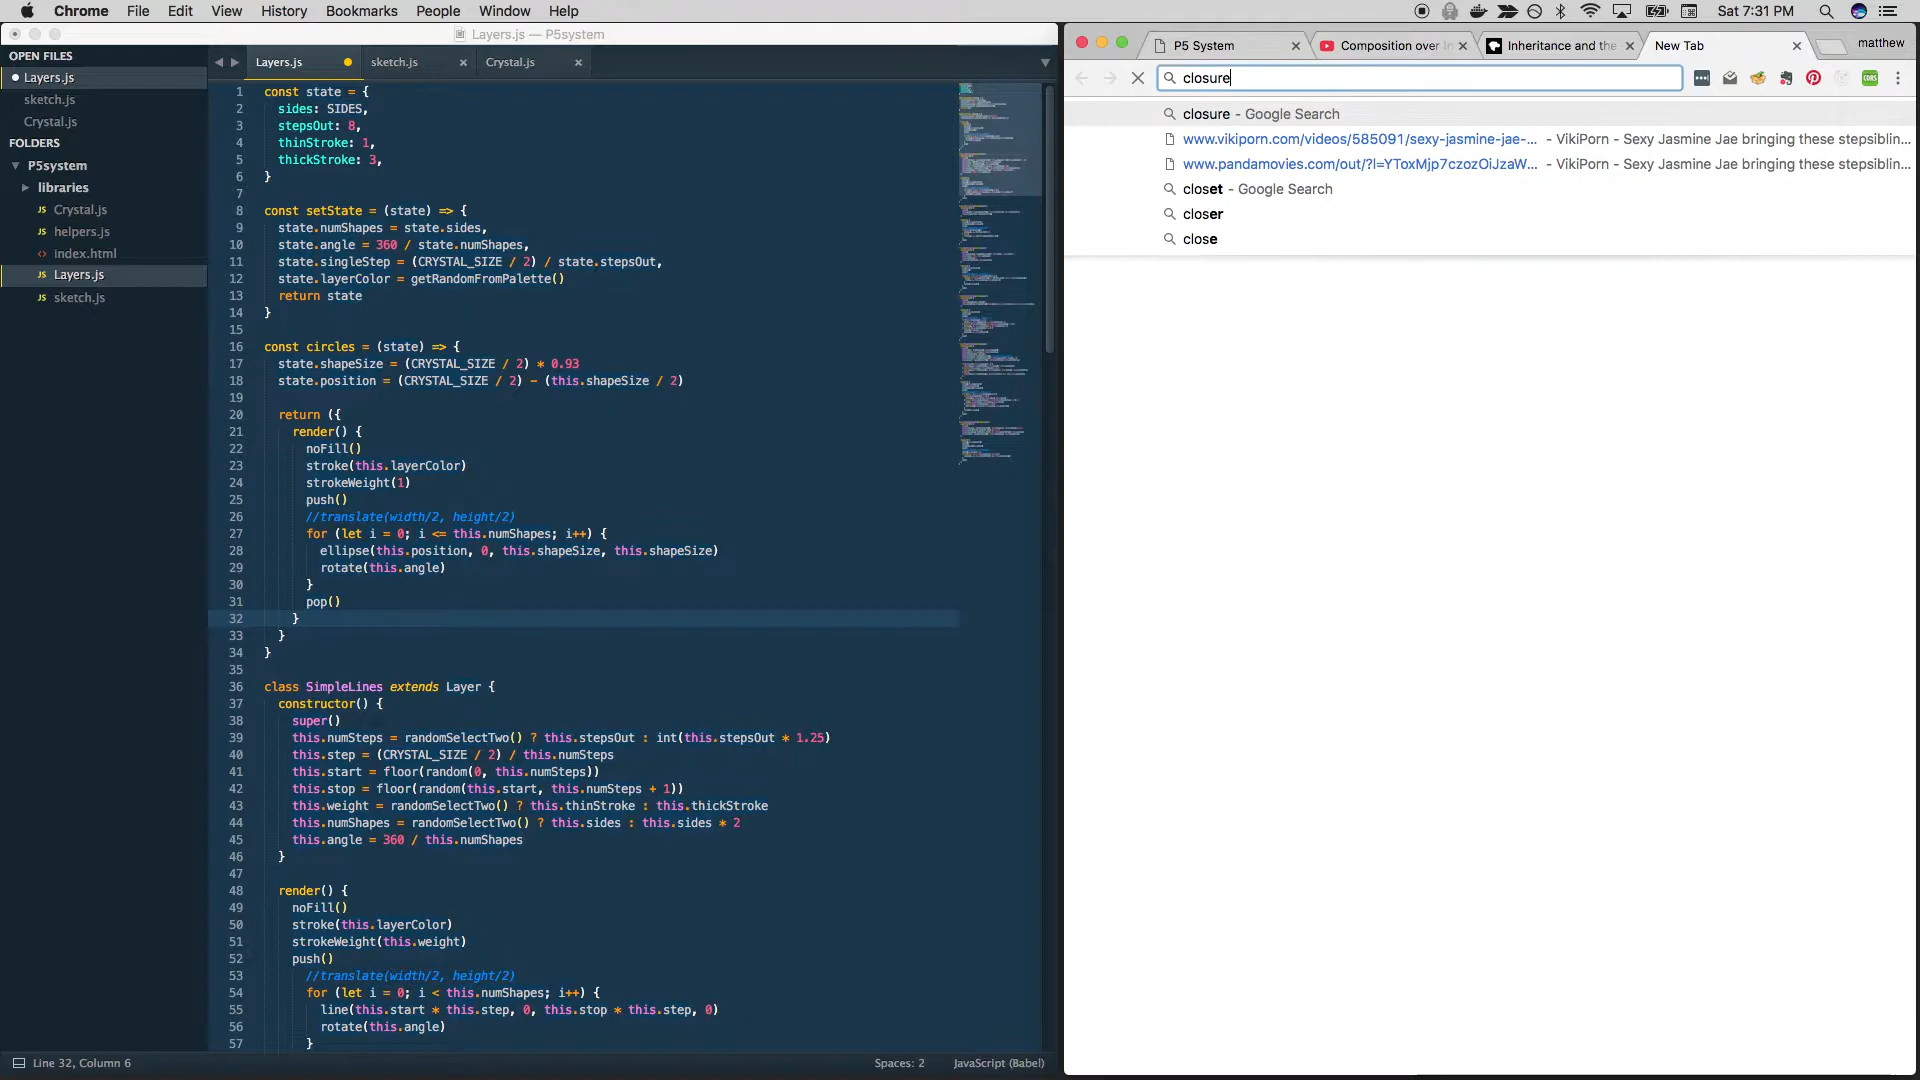 Chrome File Edit View History Bookmarks People Window Help Sat 7:31 PM
Layers.js — P5system
OPEN FILES
Layers.js
sketch.js
Crystal.js
FOLDERS
P5system
libraries
JS Crystal.js
JS helpers.js
<> index.html
JS Layers.js
JS sketch.js
Layers.js sketch.js Crystal.js
1 const state = {
2 sides: SIDES,
3 stepsOut: 8,
4 thinStroke: 1,
5 thickStroke: 3,
6 }
7
8 const setState = (state) => {
9 state.numShapes = state.sides,
10 state.angle = 360 / state.numShapes,
11 state.singleStep = (CRYSTAL_SIZE / 2) / state.stepsOut,
12 state.layerColor = getRandomFromPalette()
13 return state
14 }
15
16 const circles = (state) => {
17 state.shapeSize = (CRYSTAL_SIZE / 2) * 0.93
18 state.position = (CRYSTAL_SIZE / 2) - (this.shapeSize / 2)
19
20 return ({
21 render() {
22 noFill()
23 stroke(this.layerColor)
24 strokeWeight(1)
25 push()
26 //translate(width/2, height/2)
27 for (let i = 0; i <= this.numShapes; i++) {
28 ellipse(this.position, 0, this.shapeSize, this.shapeSize)
29 rotate(this.angle)
30 }
31 pop()
32 }
33 }
34 }
35
36 class SimpleLines extends Layer {
37 constructor() {
38 super()
39 this.numSteps = randomSelectTwo() ? this.stepsOut : int(this.stepsOut * 1.25)
40 this.step = (CRYSTAL_SIZE / 2) / this.numSteps
41 this.start = floor(random(0, this.numSteps))
42 this.stop = floor(random(this.start, this.numSteps + 1))
43 this.weight = randomSelectTwo() ? this.thinStroke : this.thickStroke
44 this.numShapes = randomSelectTwo() ? this.sides : this.sides * 2
45 this.angle = 360 / this.numShapes
46 }
47
48 render() {
49 noFill()
50 stroke(this.layerColor)
51 strokeWeight(this.weight)
52 push()
53 //translate(width/2, height/2)
54 for (let i = 0; i < this.numShapes; i++) {
55 line(this.start * this.step, 0, this.stop * this.step, 0)
56 rotate(this.angle)
57 }
Line 32, Column 6 Spaces: 2 JavaScript (Babel)
P5 System Composition over In Inheritance and the New Tab matthew
closure
closure - Google Search
www.vikiporn.com/videos/585091/sexy-jasmine-jae-... - VikiPorn - Sexy Jasmine Jae bringing these stepsiblin...
www.pandamovies.com/out/?l=YToxMjp7czozOiJzaW... - VikiPorn - Sexy Jasmine Jae bringing these stepsiblin...
closet - Google Search
closer
close